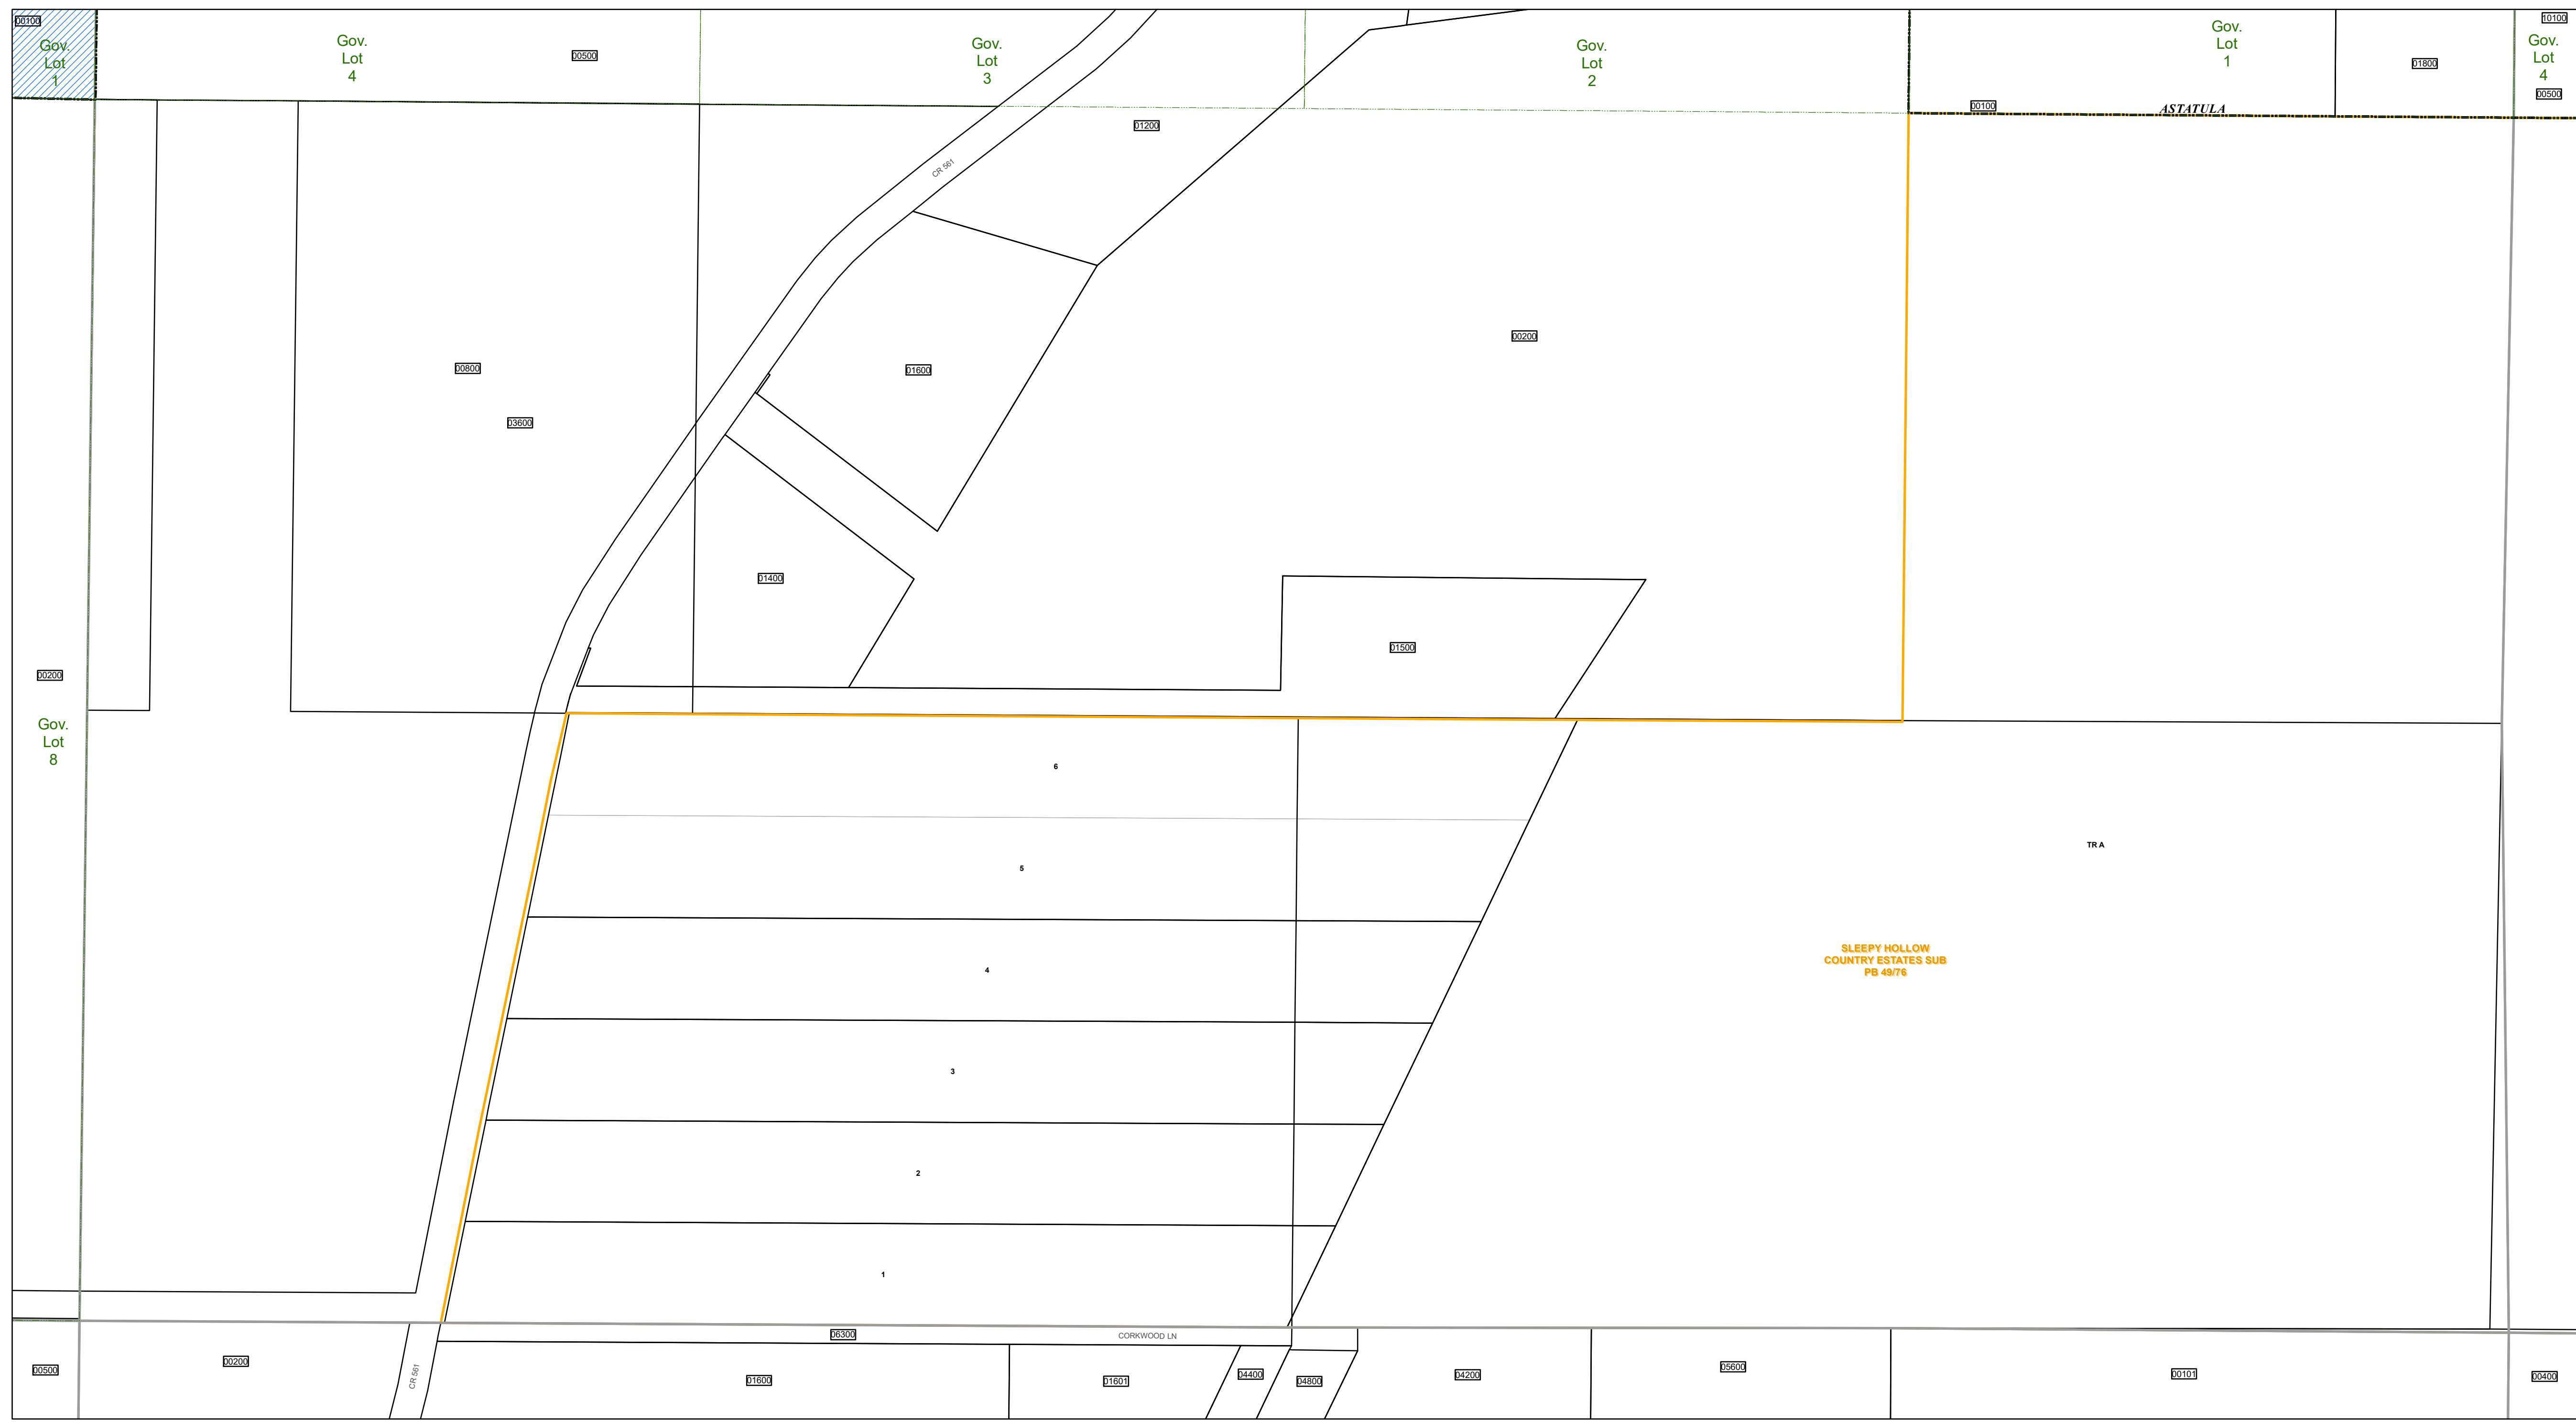 00100
Gov.
Lot
1
Gov.
Lot
4
00500
Gov.
Lot
3
Gov.
Lot
2
Gov.
Lot
1
01800
10100
Gov.
Lot
4
00500
00100
ASTATULA
01200
CR 561
00200
00800
01600
03600
01400
01500
00200
Gov.
Lot
8
6
TR A
5
SLEEPY HOLLOW
COUNTRY ESTATES SUB
PB 49/76
4
3
2
1
06300
CORKWOOD LN
00500
00200
CR 561
01600
01601
04400
04800
04200
05600
00101
00400